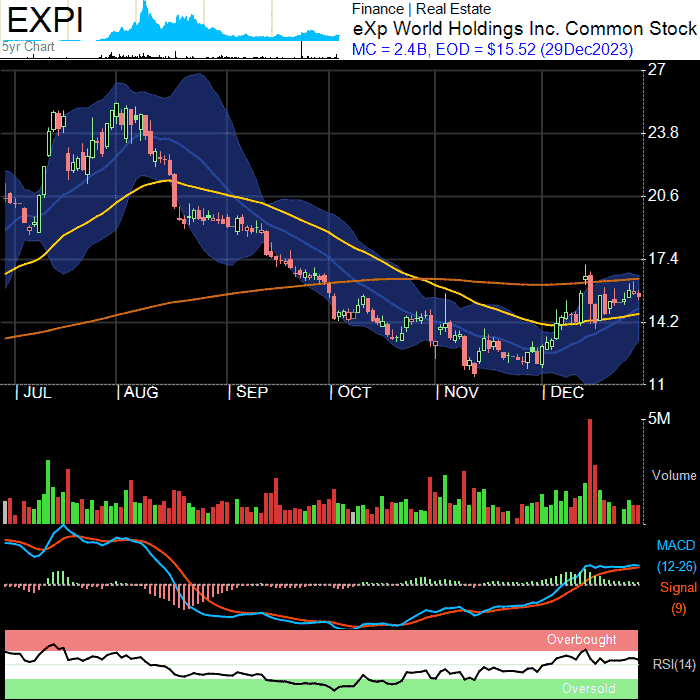 EXPI
5yr Chart
Finance | Real Estate
eXp World Holdings Inc. Common Stock
MC = 2.4B, EOD = $15.52 (29Dec2023)
27
23.8
20.6
17.4
14.2
11
| JUL | AUG | SEP | OCT | NOV | DEC
5M
Volume
MACD
(12-26)
Signal
(9)
Overbought
RSI(14)
Oversold